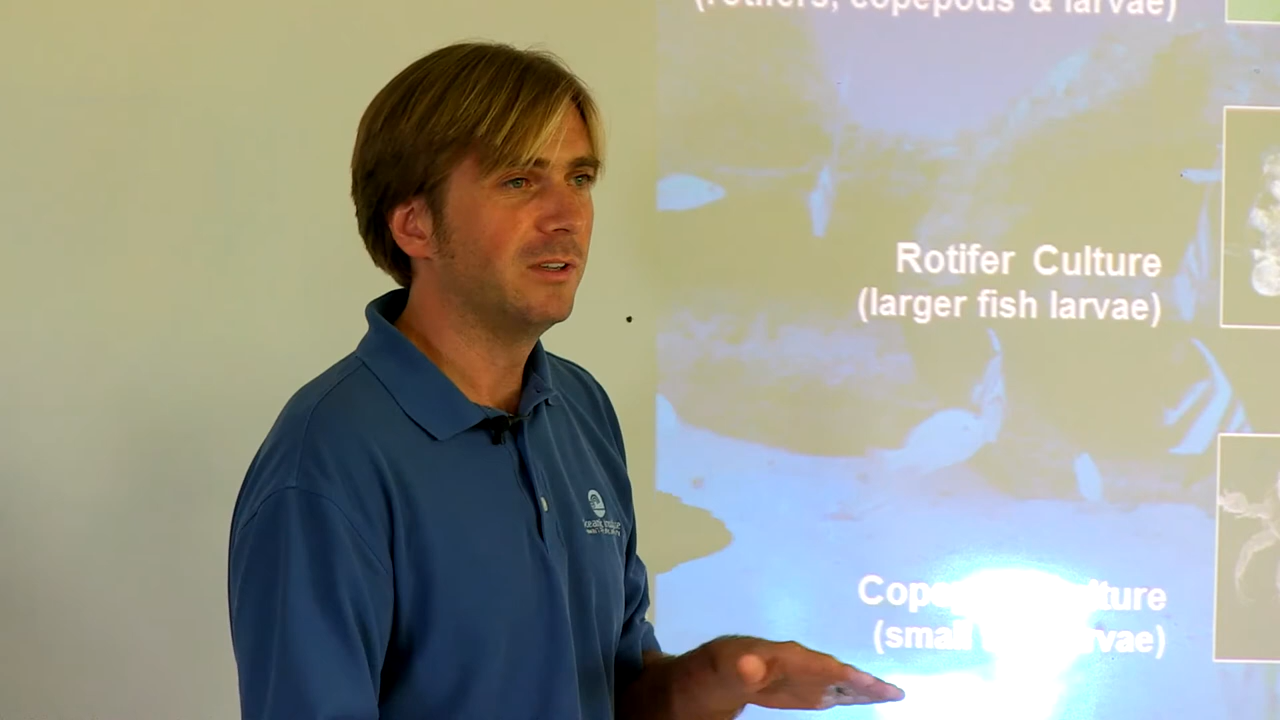 (rotifers, copepods & larvae)
Rotifer Culture
(larger fish larvae)
(small